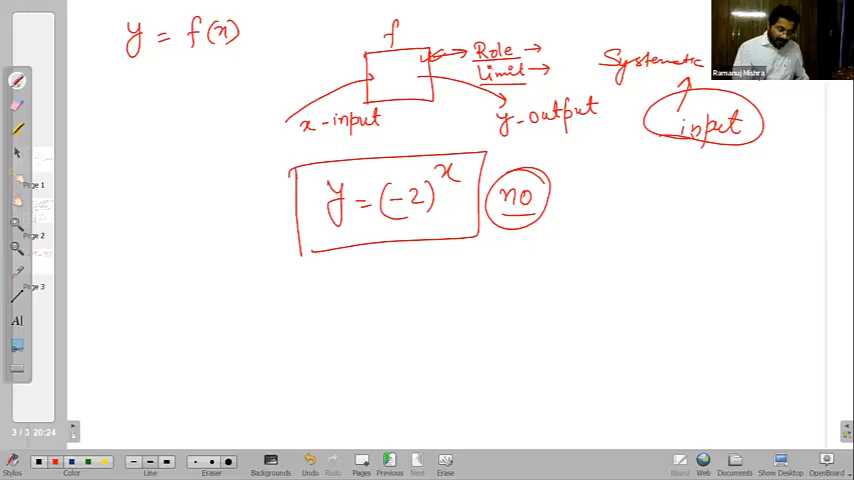 y = f(x)
f
Role →
Limit →
x-input
y-output
Systematic
input
y = (-2)^x
no
Ramanuj Mishra
Page 1
Page 2
Page 3
AI
3 / 3 20:24
Stylus
Color
Line
Eraser
Backgrounds
Undo
Redo
Pages
Previous
Next
Erase
Board
Web
Documents
Show Desktop
OpenBoard